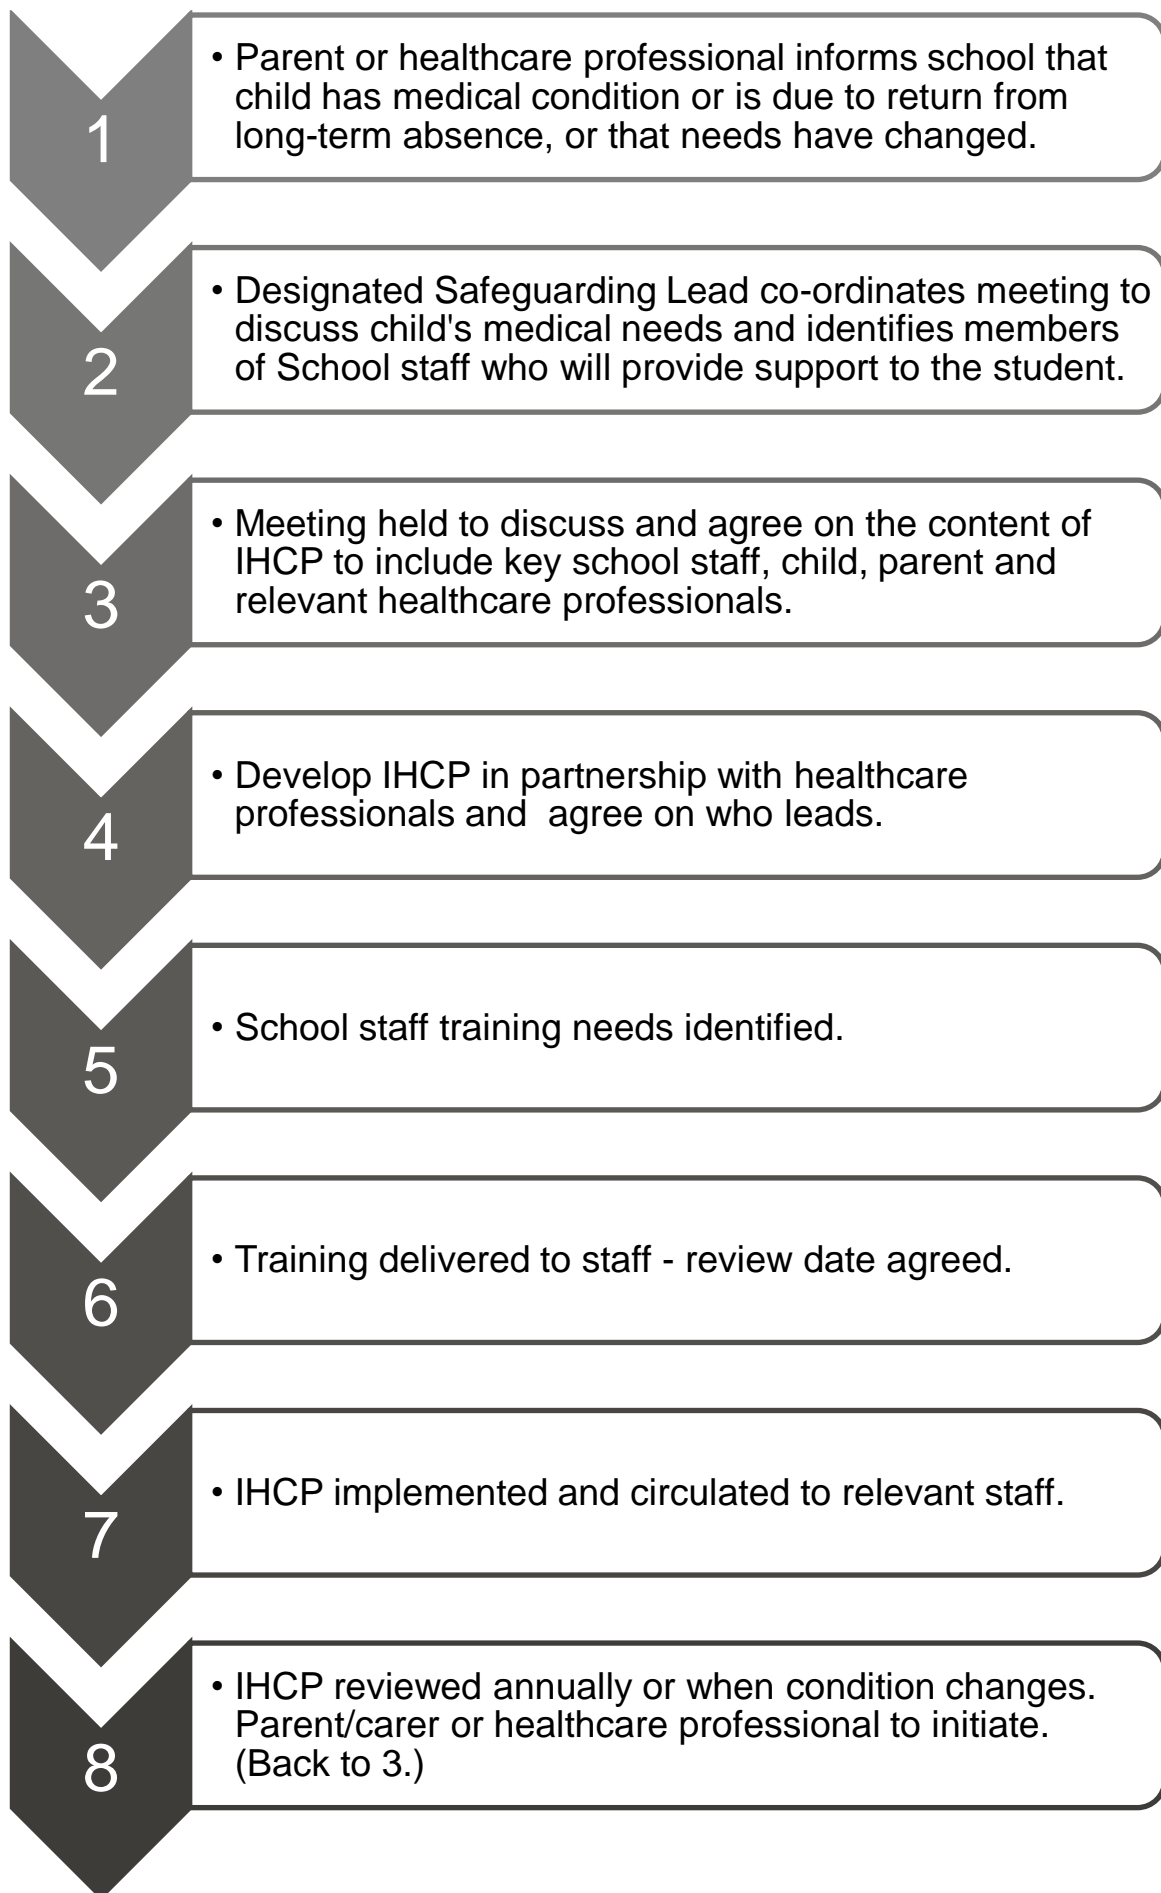 1
• Parent or healthcare professional informs school that
child has medical condition or is due to return from
long-term absence, or that needs have changed.
2
• Designated Safeguarding Lead co-ordinates meeting to
discuss child's medical needs and identifies members
of School staff who will provide support to the student.
3
• Meeting held to discuss and agree on the content of
IHCP to include key school staff, child, parent and
relevant healthcare professionals.
4
• Develop IHCP in partnership with healthcare
professionals and  agree on who leads.
5
• School staff training needs identified.
6
• Training delivered to staff - review date agreed.
7
• IHCP implemented and circulated to relevant staff.
8
• IHCP reviewed annually or when condition changes.
Parent/carer or healthcare professional to initiate.
(Back to 3.)